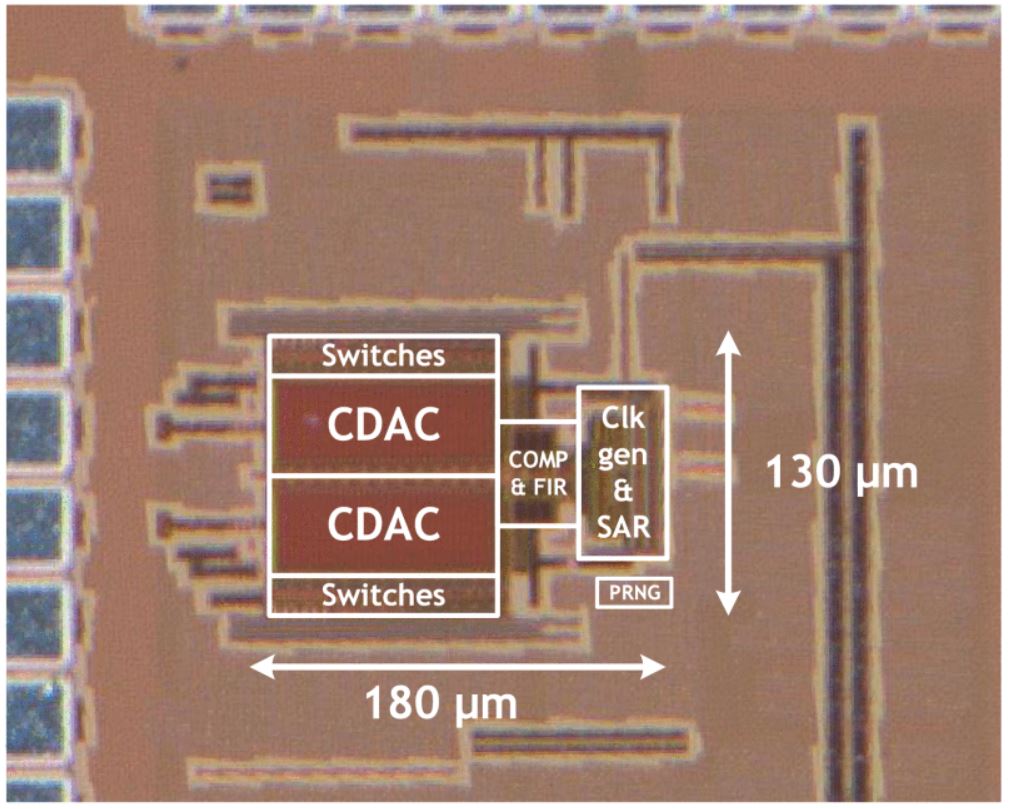 Switches
CDAC
CDAC
Switches
COMP
& FIR
Clk
gen
&
SAR
PRNG
130 μm
180 μm